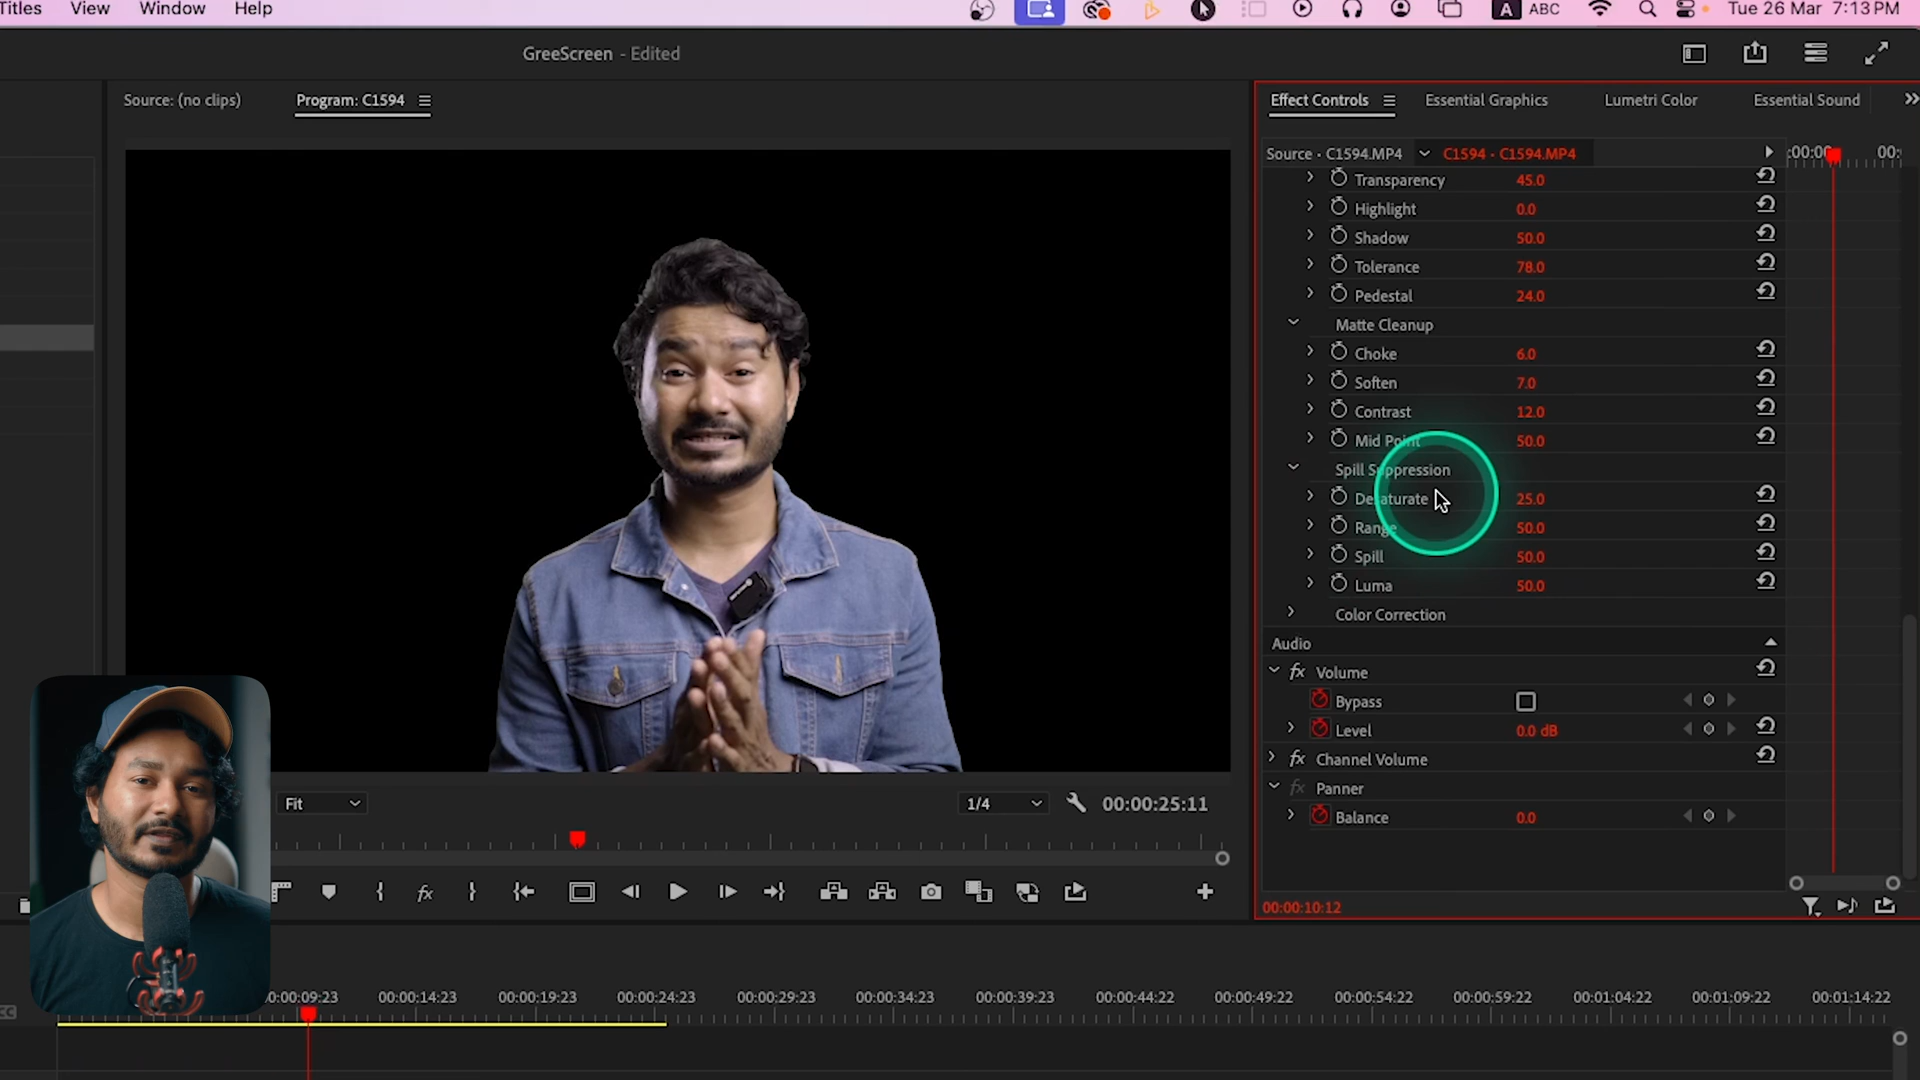 Titles View Window Help
A ABC Tue 26 Mar 7:13 PM
GreeScreen - Edited
Source: (no clips) Program: C1594
Effect Controls Essential Graphics Lumetri Color Essential Sound
Source · C1594.MP4 C1594 · C1594.MP4 :00:00 00:
Transparency 45.0
Highlight 0.0
Shadow 50.0
Tolerance 78.0
Pedestal 24.0
Matte Cleanup
Choke 6.0
Soften 7.0
Contrast 12.0
Mid Point 50.0
Spill Suppression
Desaturate 25.0
Range 50.0
Spill 50.0
Luma 50.0
Color Correction
Audio
fx Volume
Bypass
Level 0.0 dB
fx Channel Volume
fx Panner
Balance 0.0
Fit 1/4 00:00:25:11
fx
00:00:10:12
00:00:09:23 00:00:14:23 00:00:19:23 00:00:24:23 00:00:29:23 00:00:34:23 00:00:39:23 00:00:44:22 00:00:49:22 00:00:54:22 00:00:59:22 00:01:04:22 00:01:09:22 00:01:14:22
CC